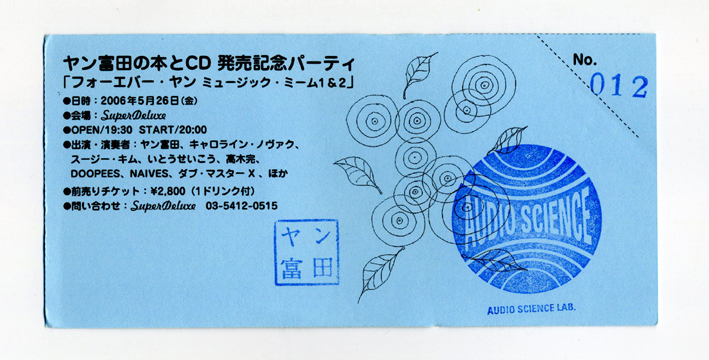 ヤン富田の本とCD 発売記念パーティ
「フォーエバー・ヤン ミュージック・ミーム1&2」
●日時：2006年5月26日(金)
●会場：SuperDeluxe
●OPEN/19:30 START/20:00
●出演・演奏者：ヤン富田、キャロライン・ノヴァク、
スージー・キム、いとうせいこう、高木完、
DOOPEES、NAIVES、ダブ・マスターX、ほか
●前売りチケット：¥2,800（1ドリンク付）
●問い合わせ：SuperDeluxe 03-5412-0515
No.
012
ヤン
富田
AUDIO SCIENCE
AUDIO SCIENCE LAB.